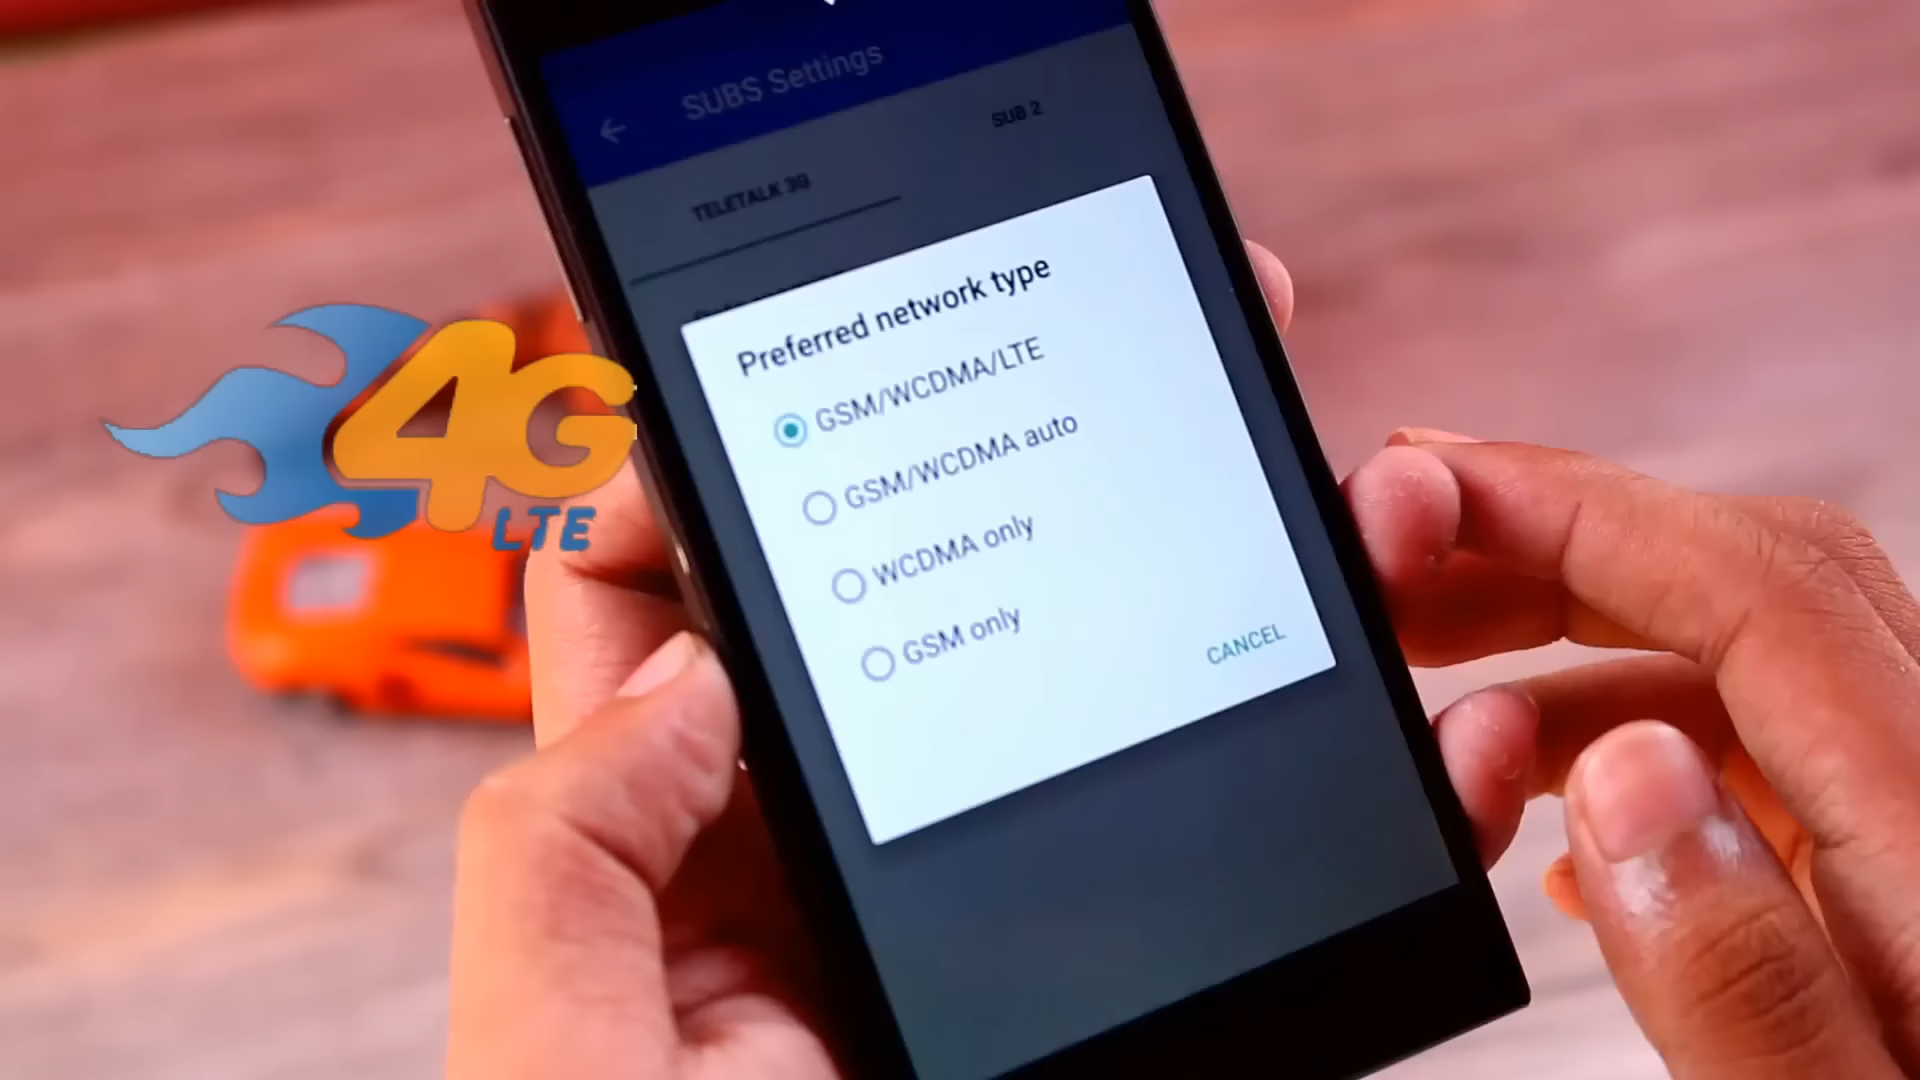 SUBS Settings
TELETALK 3G
SUB 2
Preferred network type
GSM/WCDMA/LTE
GSM/WCDMA auto
WCDMA only
GSM only
CANCEL
4G
LTE